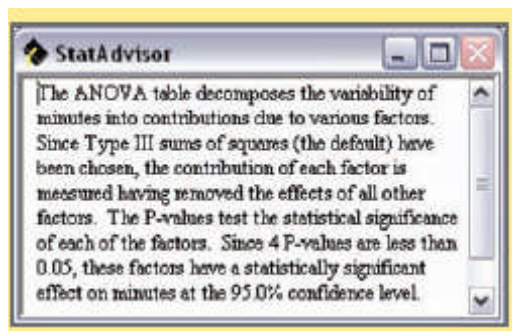 StatAdvisor
The ANOVA table decomposes the variability of
minutes into contributions due to various factors.
Since Type III sums of squares (the default) have
been chosen, the contribution of each factor is
measured having removed the effects of all other
factors. The P-values test the statistical significance
of each of the factors. Since 4 P-values are less than
0.05, these factors have a statistically significant
effect on minutes at the 95.0% confidence level.